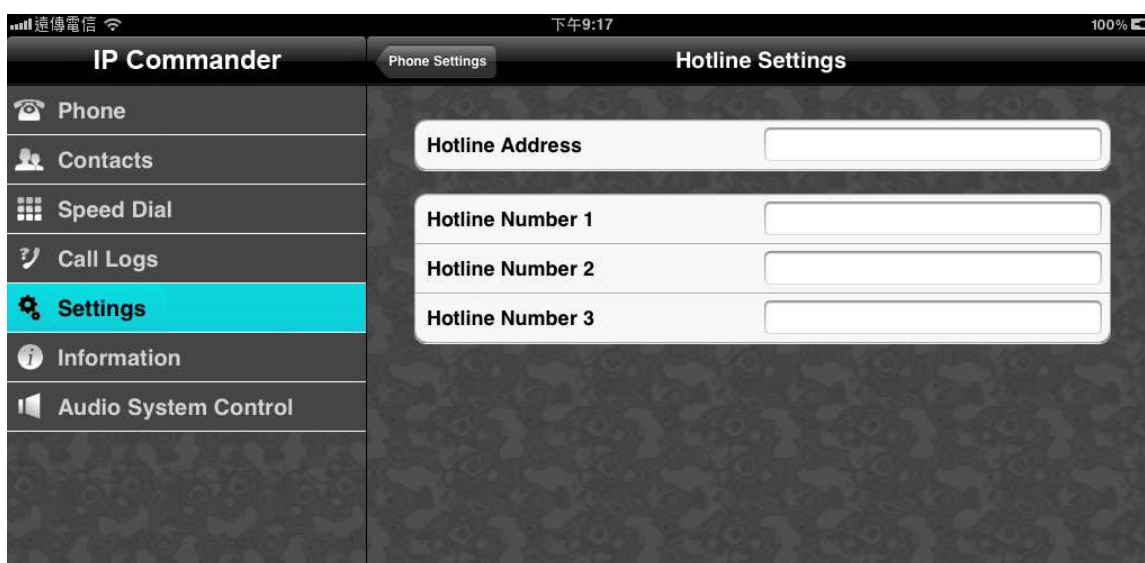 遠傳電信 下午9:17 100%
IP Commander
Phone Settings Hotline Settings
Phone
Contacts
Speed Dial
Call Logs
Settings
Information
Audio System Control
Hotline Address
Hotline Number 1
Hotline Number 2
Hotline Number 3